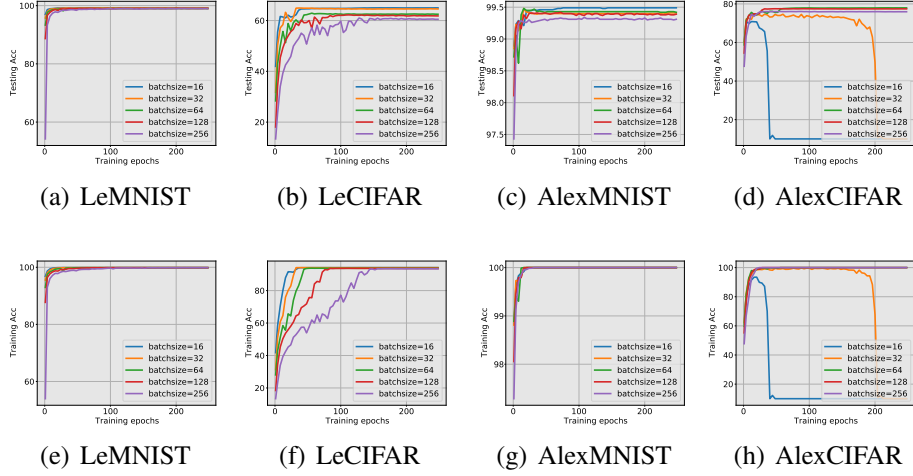 Testing Acc
100
80
60
0
100
200
Training epochs
batchsize=16
batchsize=32
batchsize=64
batchsize=128
batchsize=256
(a) LeMNIST
Testing Acc
60
40
20
0
100
200
Training epochs
batchsize=16
batchsize=32
batchsize=64
batchsize=128
batchsize=256
(b) LeCIFAR
Testing Acc
99.5
99.0
98.5
98.0
97.5
0
100
200
Training epochs
batchsize=16
batchsize=32
batchsize=64
batchsize=128
batchsize=256
(c) AlexMNIST
Testing Acc
80
60
40
20
0
100
200
Training epochs
batchsize=16
batchsize=32
batchsize=64
batchsize=128
batchsize=256
(d) AlexCIFAR
Training Acc
100
80
60
0
100
200
Training epochs
batchsize=16
batchsize=32
batchsize=64
batchsize=128
batchsize=256
(e) LeMNIST
Training Acc
80
60
40
20
0
100
200
Training epochs
batchsize=16
batchsize=32
batchsize=64
batchsize=128
batchsize=256
(f) LeCIFAR
Training Acc
100
99
98
0
100
200
Training epochs
batchsize=16
batchsize=32
batchsize=64
batchsize=128
batchsize=256
(g) AlexMNIST
Training Acc
100
80
60
40
20
0
100
200
Training epochs
batchsize=16
batchsize=32
batchsize=64
batchsize=128
batchsize=256
(h) AlexCIFAR